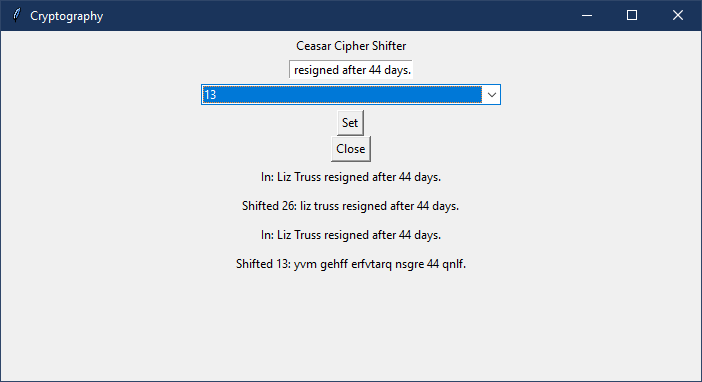 Cryptography
Ceasar Cipher Shifter
resigned after 44 days.
13
Set
Close
In: Liz Truss resigned after 44 days.
Shifted 26: liz truss resigned after 44 days.
In: Liz Truss resigned after 44 days.
Shifted 13: yvm gehff erfvtarq nsgre 44 qnlf.